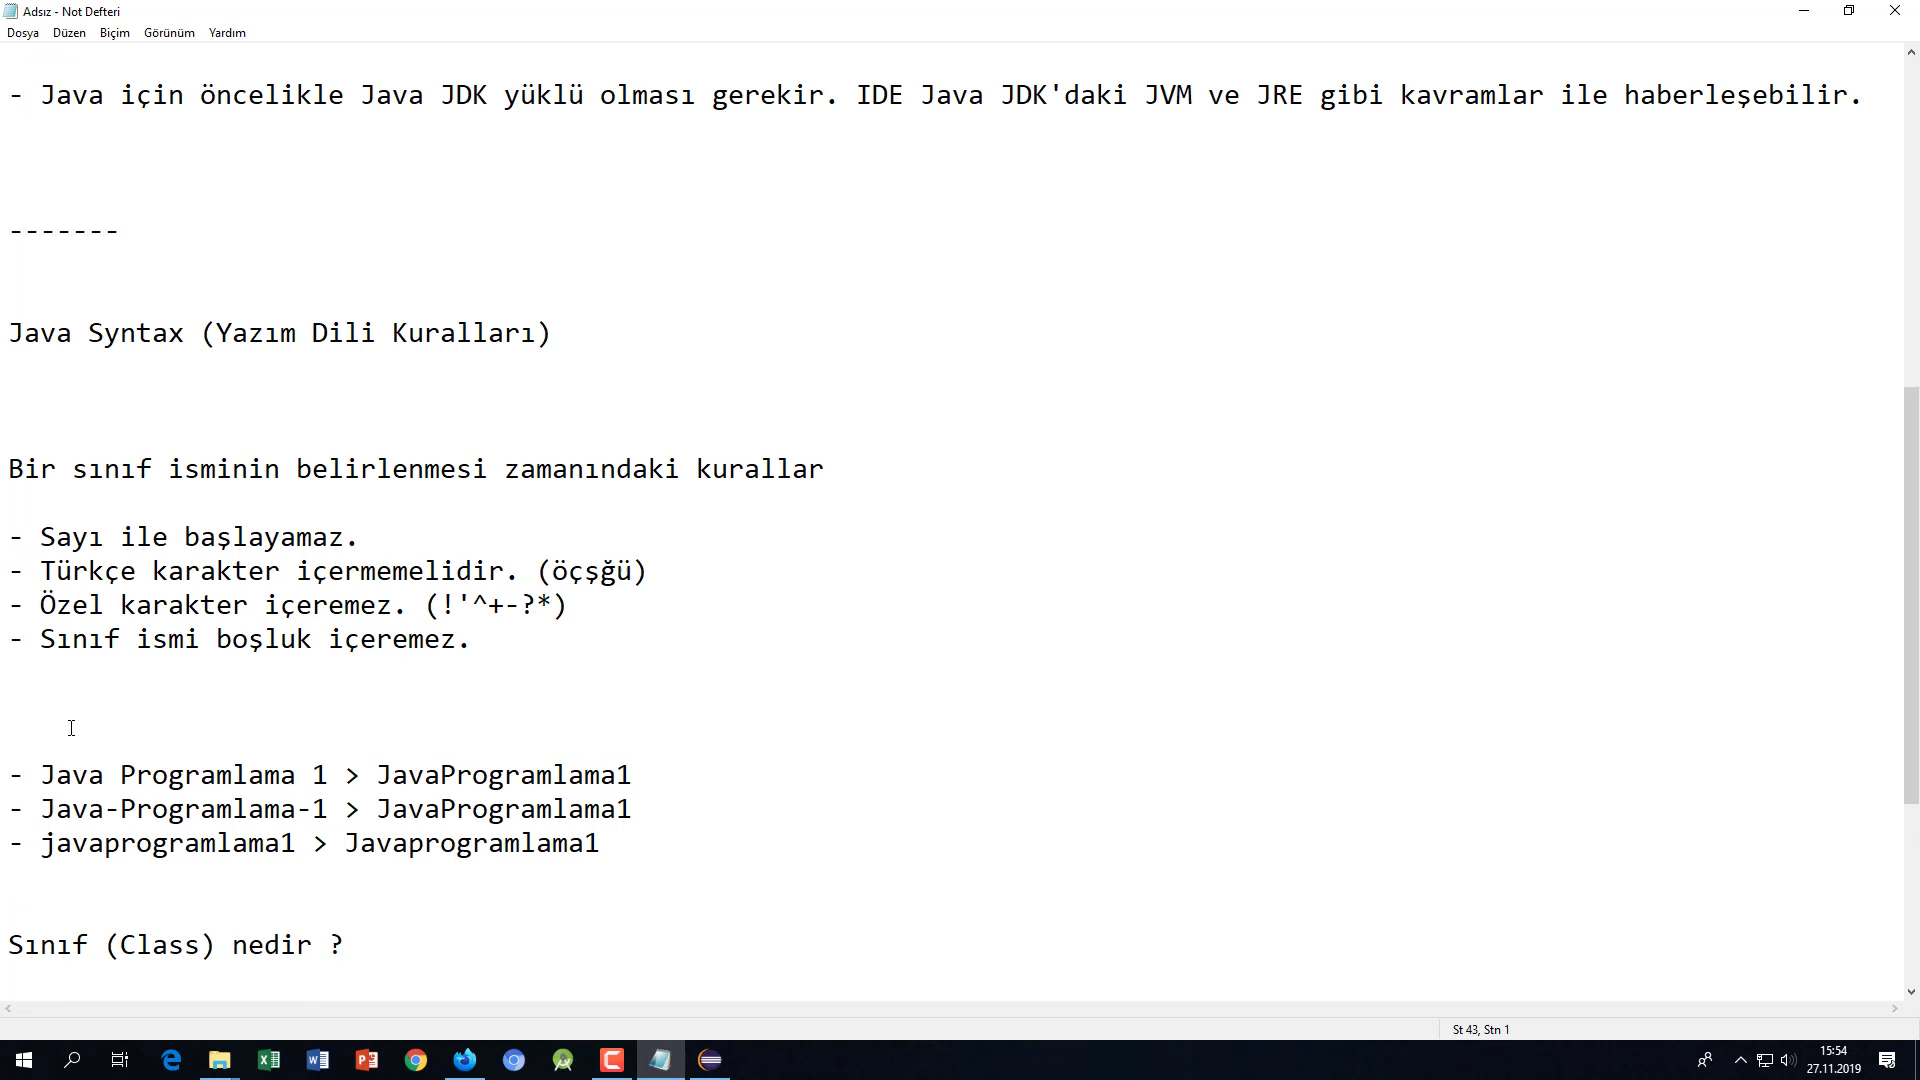 Adsız - Not Defteri
Dosya Düzen Biçim Görünüm Yardım
- Java için öncelikle Java JDK yüklü olması gerekir. IDE Java JDK'daki JVM ve JRE gibi kavramlar ile haberleşebilir.
-------
Java Syntax (Yazım Dili Kuralları)
Bir sınıf isminin belirlenmesi zamanındaki kurallar
- Sayı ile başlayamaz.
- Türkçe karakter içermemelidir. (öçşğü)
- Özel karakter içeremez. (!'^+-?*)
- Sınıf ismi boşluk içeremez.
- Java Programlama 1 > JavaProgramlama1
- Java-Programlama-1 > JavaProgramlama1
- javaprogramlama1 > Javaprogramlama1
Sınıf (Class) nedir ?
St 43, Stn 1
15:54
27.11.2019